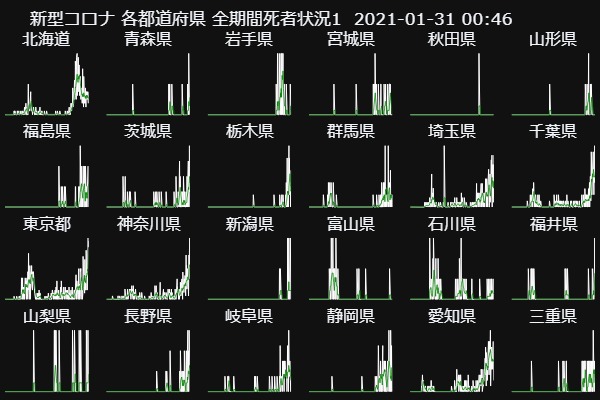 新型コロナ 各都道府県 全期間死者状況1 2021-01-31 00:46
北海道 青森県 岩手県 宮城県 秋田県 山形県
福島県 茨城県 栃木県 群馬県 埼玉県 千葉県
東京都 神奈川県 新潟県 富山県 石川県 福井県
山梨県 長野県 岐阜県 静岡県 愛知県 三重県